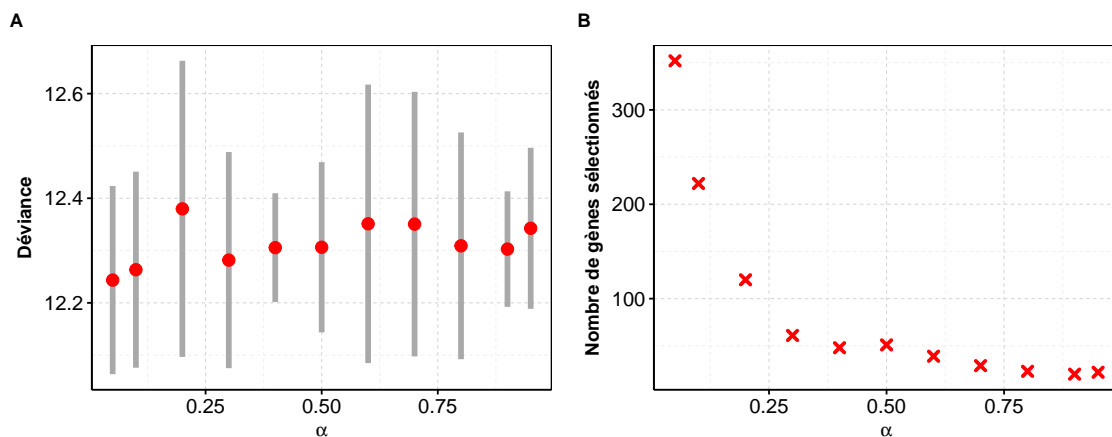 A
Déviance
12.6
12.4
12.2
0.25 0.50 0.75
α
B
Nombre de gènes sélectionnés
300
200
100
0.25 0.50 0.75
α